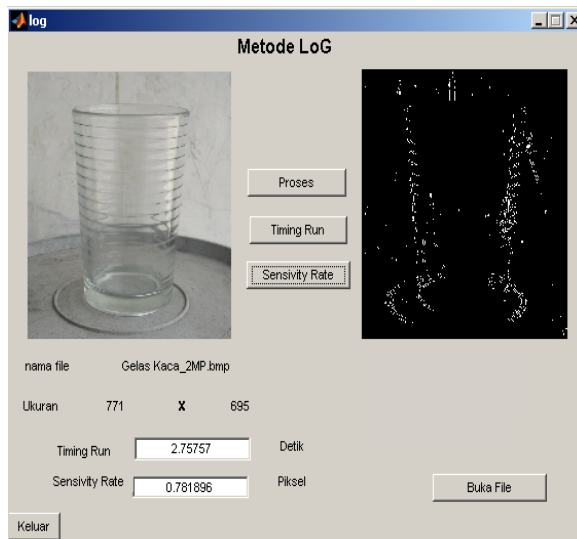 log
Metode LoG
Proses
Timing Run
Sensivity Rate
nama file Gelas Kaca_2MP.bmp
Ukuran 771 X 695
Timing Run 2.75757 Detik
Sensivity Rate 0.781896 Piksel
Buka File
Keluar